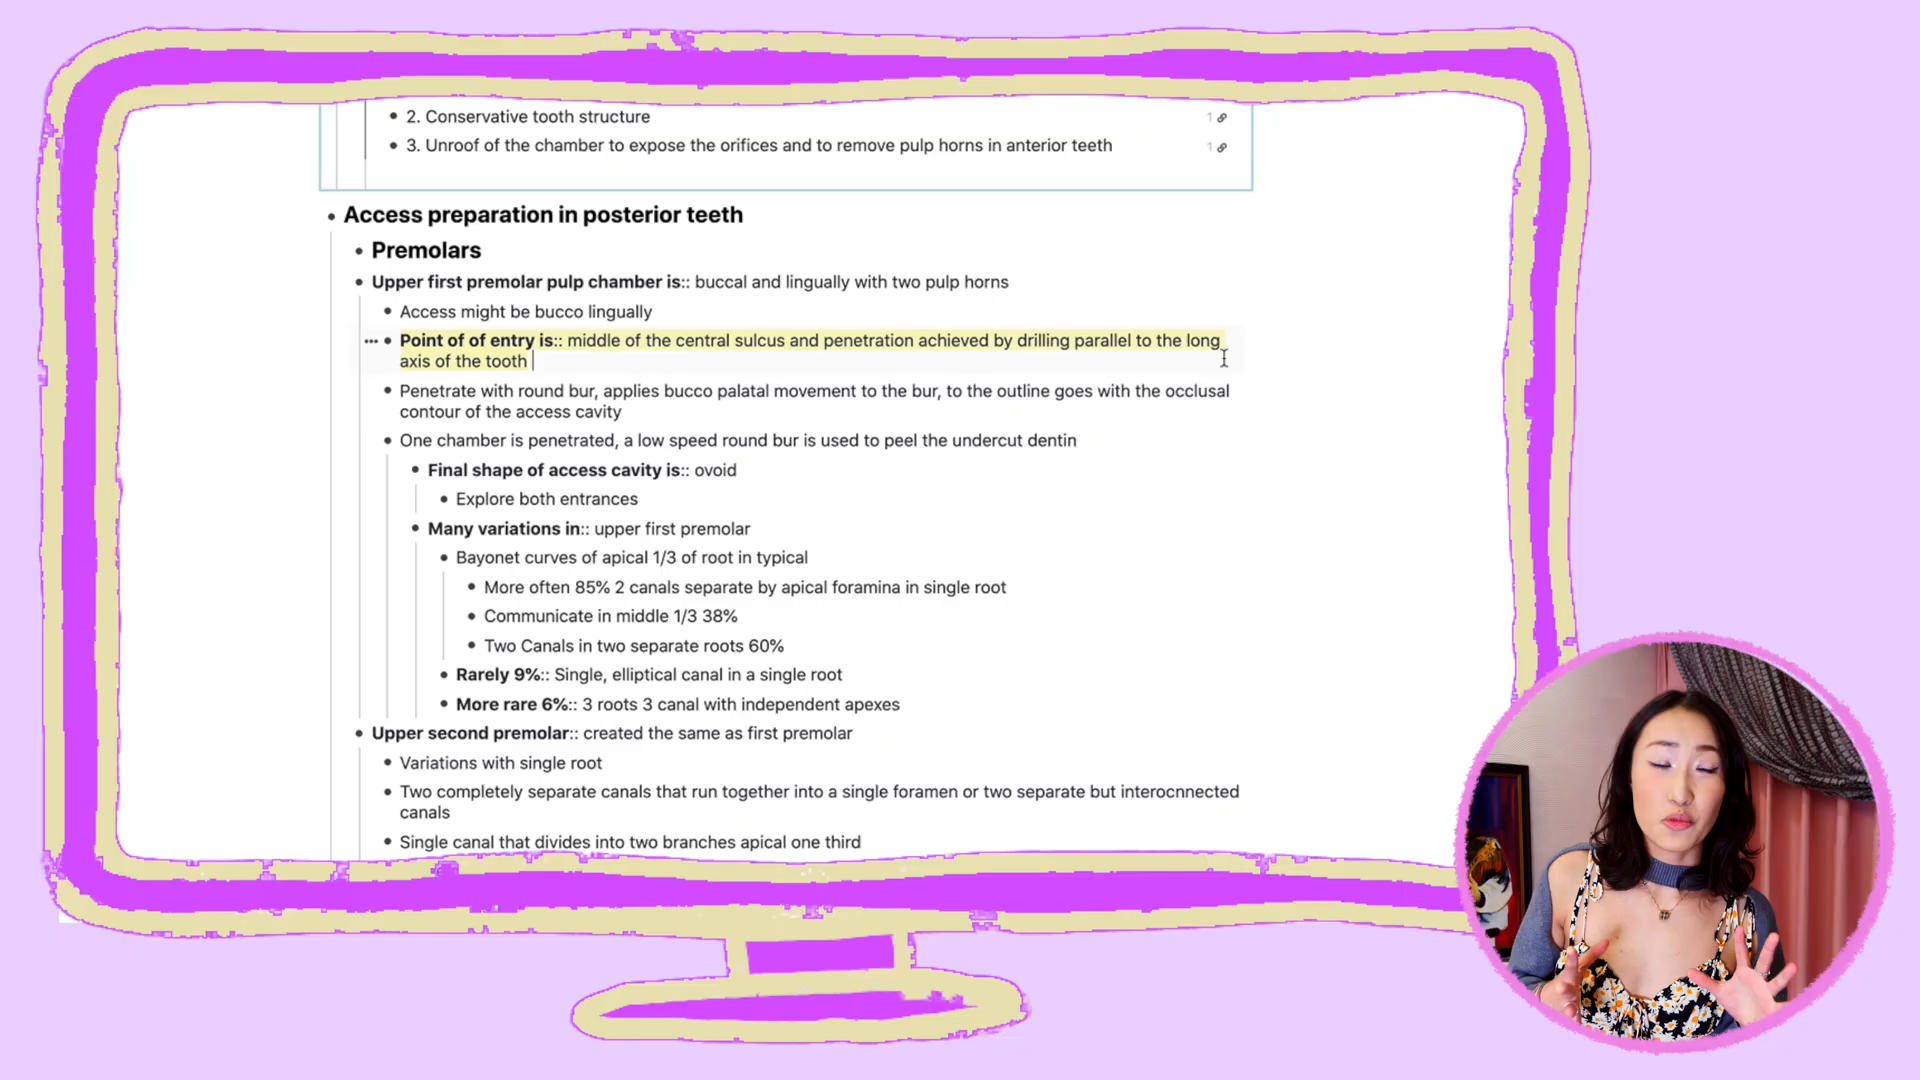 2. Conservative tooth structure
1
3. Unroof of the chamber to expose the orifices and to remove pulp horns in anterior teeth
1
Access preparation in posterior teeth
Premolars
Upper first premolar pulp chamber is:: buccal and lingually with two pulp horns
Access might be bucco lingually
Point of of entry is:: middle of the central sulcus and penetration achieved by drilling parallel to the long
axis of the tooth
Penetrate with round bur, applies bucco palatal movement to the bur, to the outline goes with the occlusal
contour of the access cavity
One chamber is penetrated, a low speed round bur is used to peel the undercut dentin
Final shape of access cavity is:: ovoid
Explore both entrances
Many variations in:: upper first premolar
Bayonet curves of apical 1/3 of root in typical
More often 85% 2 canals separate by apical foramina in single root
Communicate in middle 1/3 38%
Two Canals in two separate roots 60%
Rarely 9%:: Single, elliptical canal in a single root
More rare 6%:: 3 roots 3 canal with independent apexes
Upper second premolar:: created the same as first premolar
Variations with single root
Two completely separate canals that run together into a single foramen or two separate but interocnnected
canals
Single canal that divides into two branches apical one third